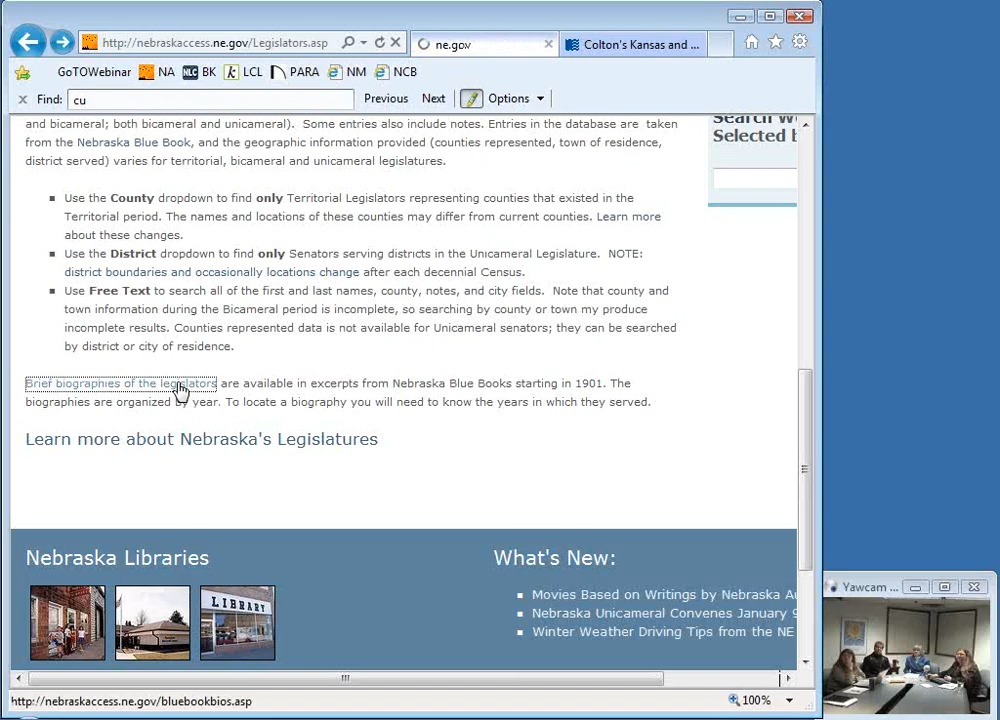 http://nebraskaccess.ne.gov/Legislators.asp
ne.gov
Colton's Kansas and ...
GoTOWebinar NA NLC BK k LCL PARA NM NCB
Find: cu Previous Next Options
and bicameral; both bicameral and unicameral). Some entries also include notes. Entries in the database are taken
from the Nebraska Blue Book, and the geographic information provided (counties represented, town of residence,
district served) varies for territorial, bicameral and unicameral legislatures.
Selected b
Use the County dropdown to find only Territorial Legislators representing counties that existed in the
Territorial period. The names and locations of these counties may differ from current counties. Learn more
about these changes.
Use the District dropdown to find only Senators serving districts in the Unicameral Legislature. NOTE:
district boundaries and occasionally locations change after each decennial Census.
Use Free Text to search all of the first and last names, county, notes, and city fields. Note that county and
town information during the Bicameral period is incomplete, so searching by county or town my produce
incomplete results. Counties represented data is not available for Unicameral senators; they can be searched
by district or city of residence.
Brief biographies of the legislators are available in excerpts from Nebraska Blue Books starting in 1901. The
biographies are organized by year. To locate a biography you will need to know the years in which they served.
Learn more about Nebraska's Legislatures
Nebraska Libraries
LIBRARY
What's New:
Movies Based on Writings by Nebraska Au
Nebraska Unicameral Convenes January 9
Winter Weather Driving Tips from the NE
http://nebraskaccess.ne.gov/bluebookbios.asp
100%
Yawcam ...